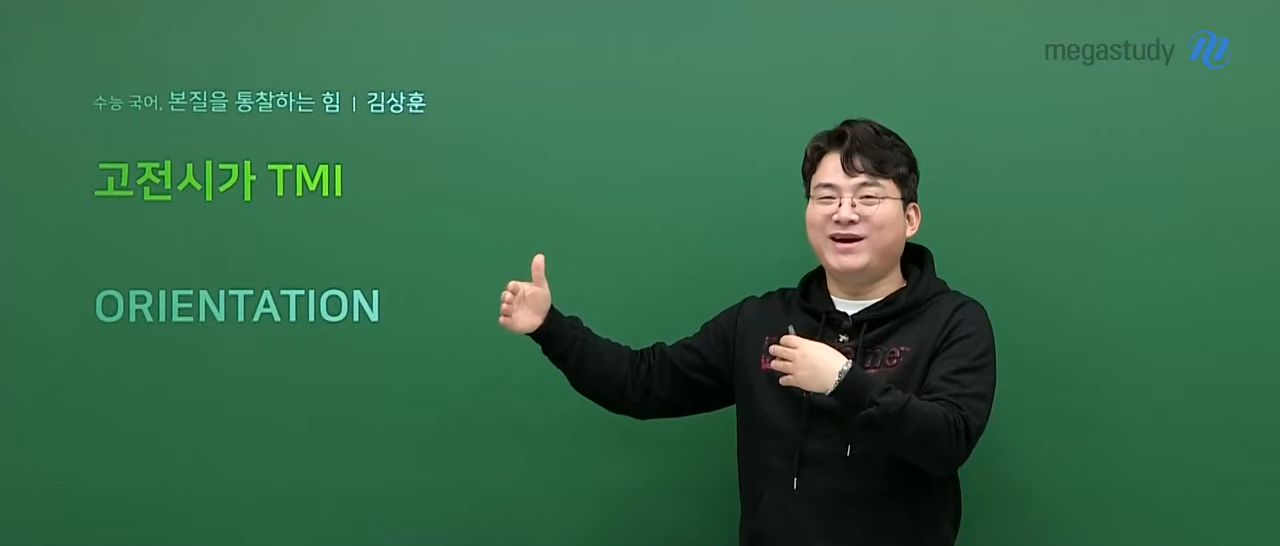 megastudy
수능 국어, 본질을 통찰하는 힘 | 김상훈
고전시가 TMI
ORIENTATION